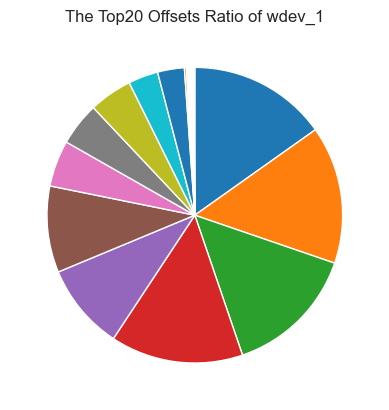 The Top20 Offsets Ratio of wdev_1